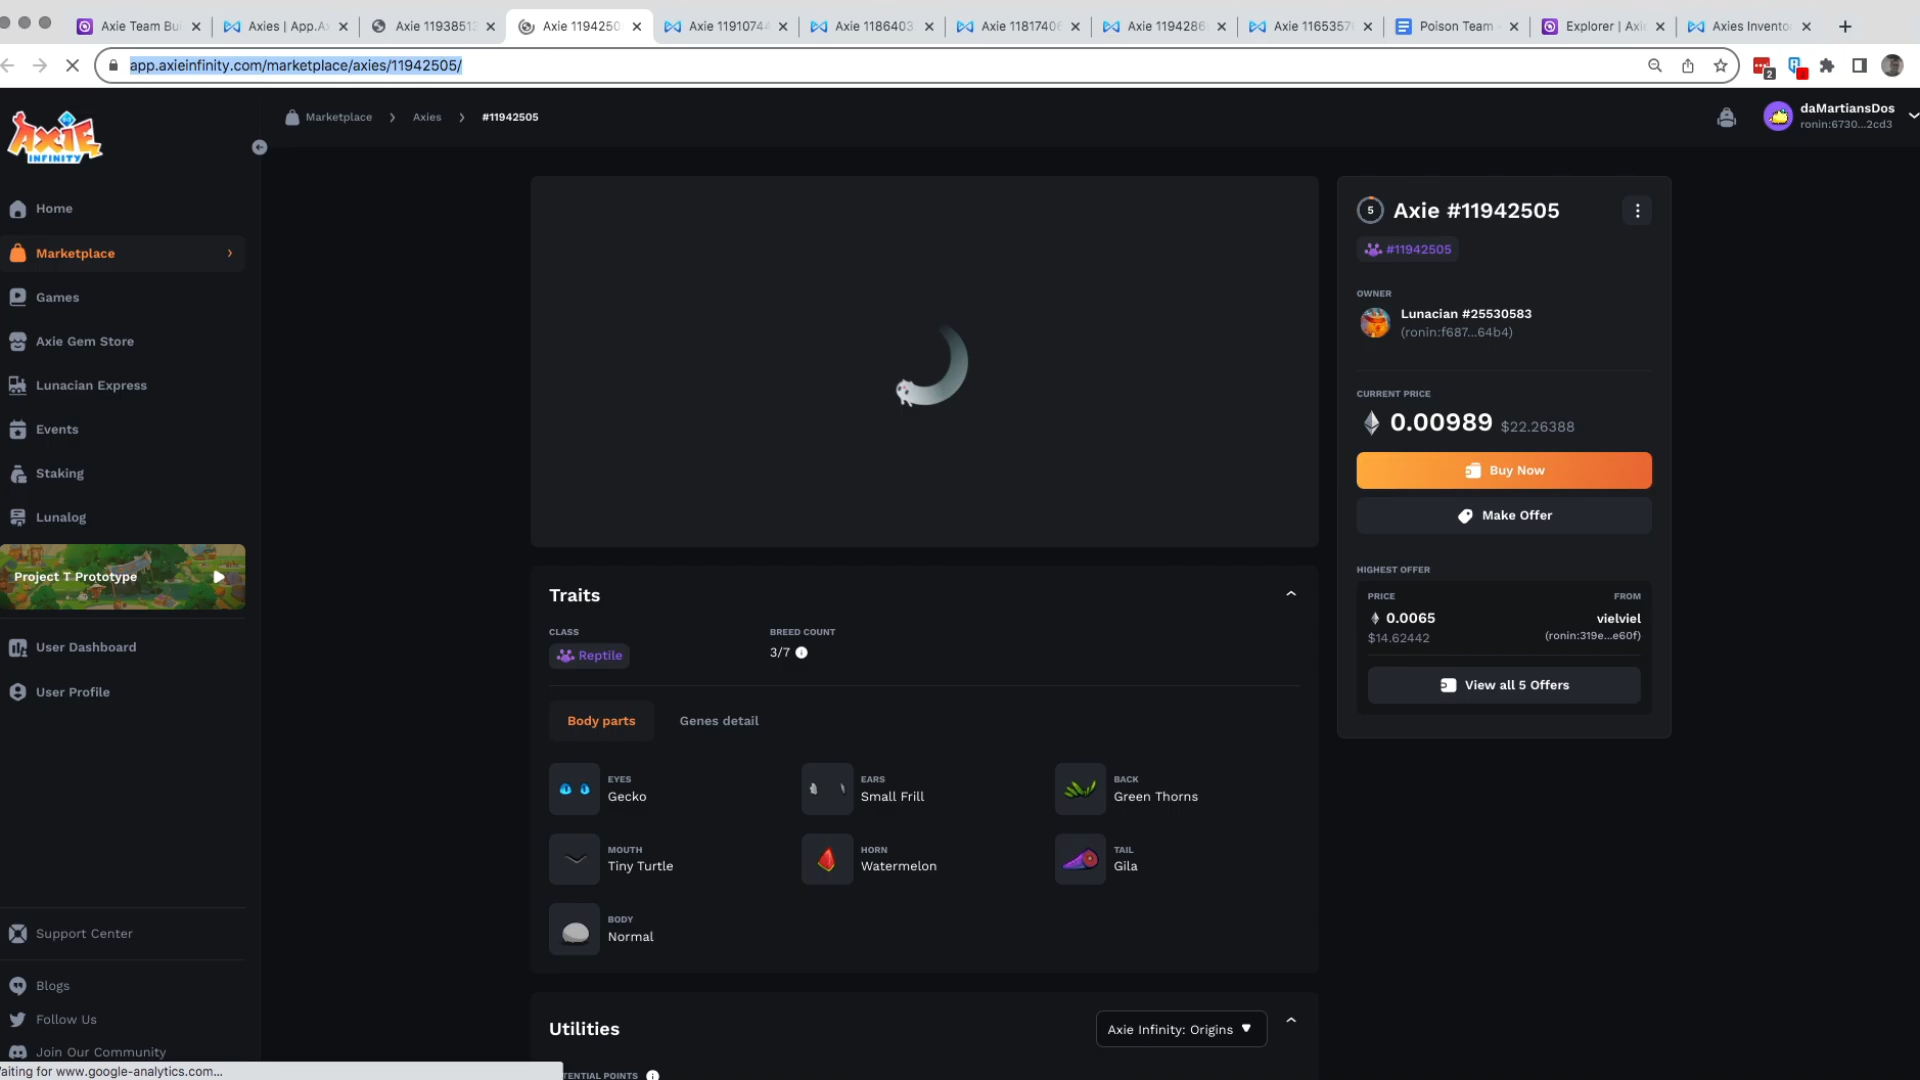 Axie Team Bu
Axies | App.A
Axie 1193851
Axie 1194250
Axie 1191074
Axie 1186403
Axie 1181740
Axie 1194286
Axie 1165357
Poison Team
Explorer | Axi
Axies Invento
app.axieinfinity.com/marketplace/axies/11942505/
2
AXIE
INFINITY
Marketplace
Axies
#11942505
daMartiansDos
ronin:6730...2cd3
Home
Marketplace
Games
Axie Gem Store
Lunacian Express
Events
Staking
Lunalog
Project T Prototype
User Dashboard
User Profile
Support Center
Blogs
Follow Us
Join Our Community
aiting for www.google-analytics.com...
5
Axie #11942505
#11942505
OWNER
Lunacian #25530583
(ronin:f687...64b4)
CURRENT PRICE
0.00989 $22.26388
Buy Now
Make Offer
HIGHEST OFFER
PRICE
FROM
0.0065
vielviel
$14.62442
(ronin:319e...e60f)
View all 5 Offers
Traits
CLASS
BREED COUNT
Reptile
3/7
Body parts
Genes detail
EYES
Gecko
EARS
Small Frill
BACK
Green Thorns
MOUTH
Tiny Turtle
HORN
Watermelon
TAIL
Gila
BODY
Normal
Utilities
Axie Infinity: Origins
TENTIAL POINTS